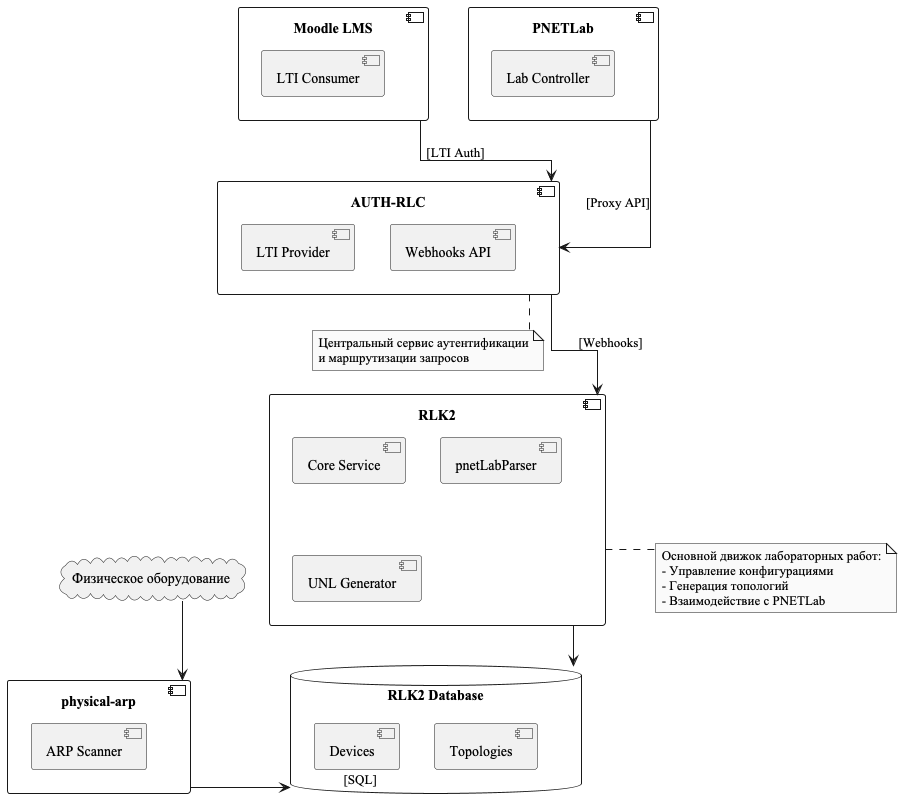 Moodle LMS
LTI Consumer
PNETLab
Lab Controller
[LTI Auth]
[Proxy API]
AUTH-RLC
LTI Provider
Webhooks API
Центральный сервис аутентификации
и маршрутизации запросов
[Webhooks]
RLK2
Core Service
pnetLabParser
UNL Generator
Основной движок лабораторных работ:
- Управление конфигурациями
- Генерация топологий
- Взаимодействие с PNETLab
Физическое оборудование
physical-arp
ARP Scanner
RLK2 Database
Devices
Topologies
[SQL]